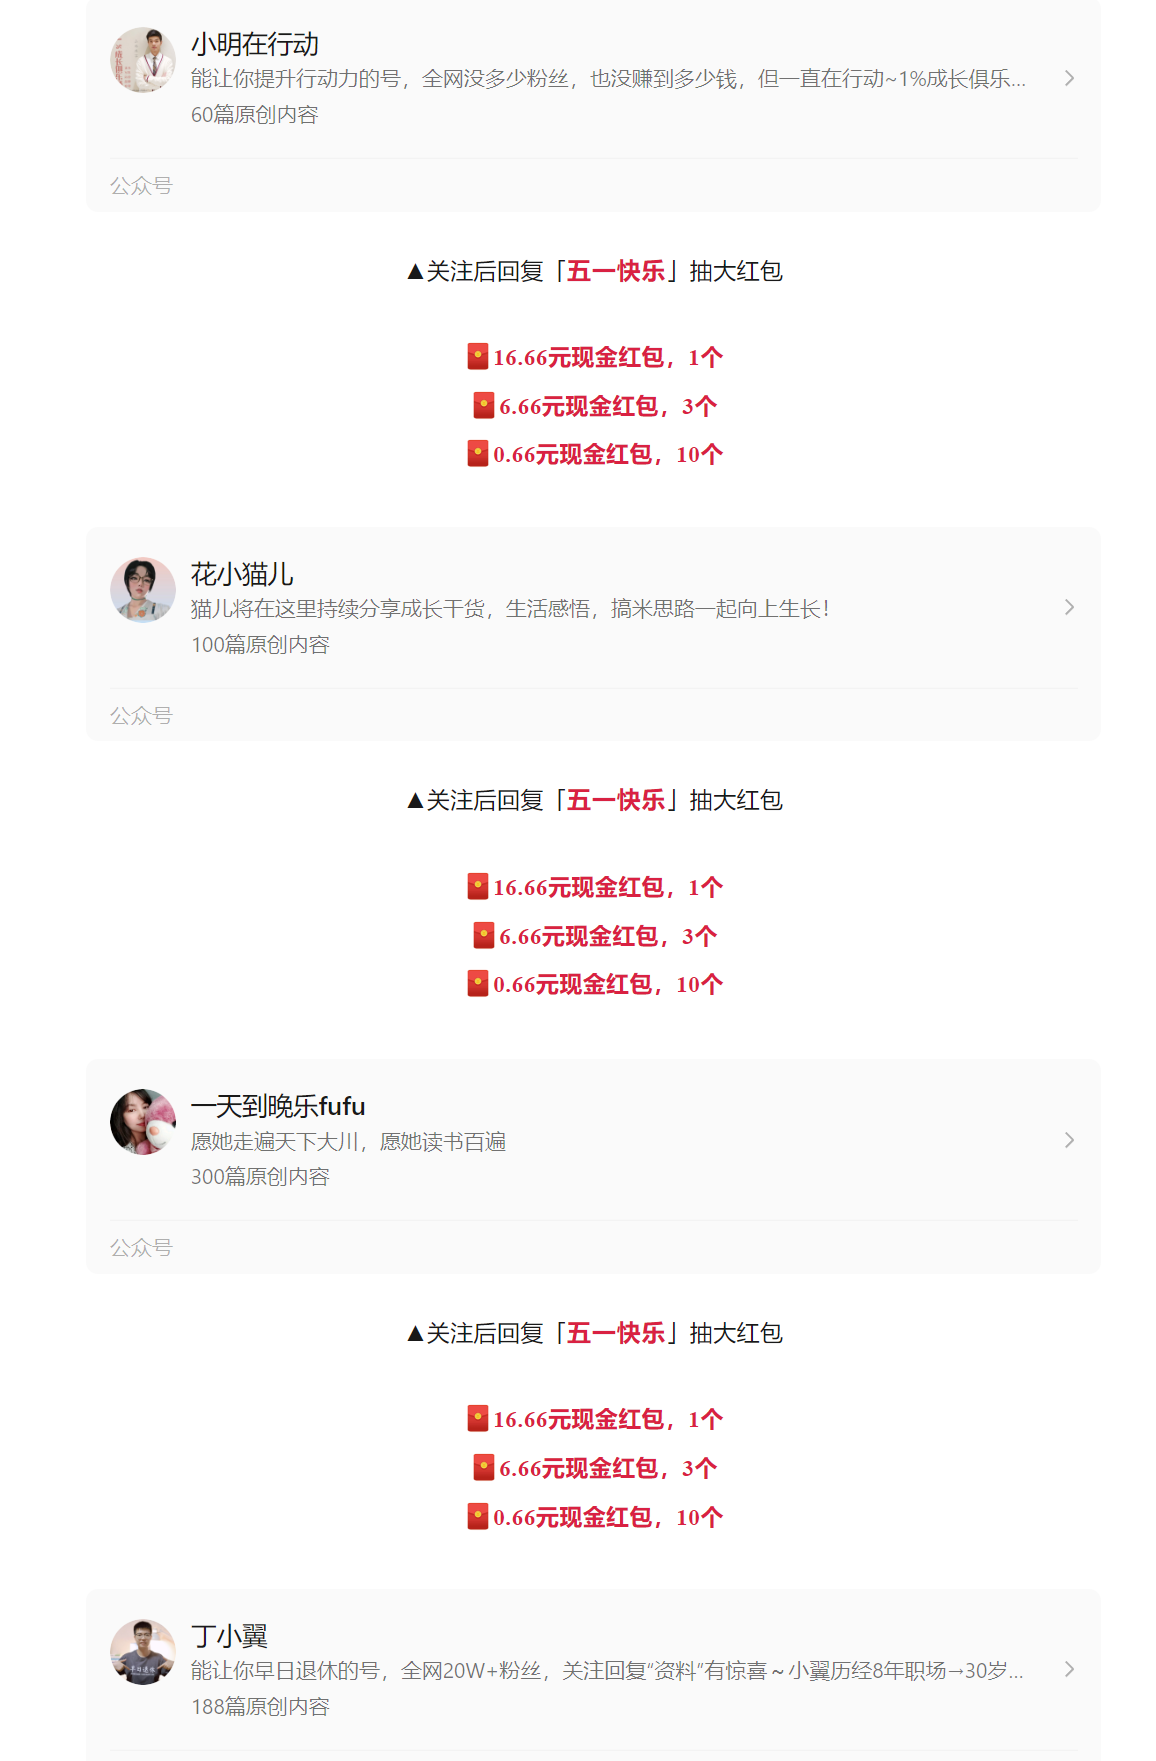 小明在行动
能让你提升行动力的号，全网没多少粉丝，也没赚到多少钱，但一直在行动~1%成长俱乐...
60篇原创内容
公众号
▲关注后回复「五一快乐」抽大红包
16.66元现金红包，1个
6.66元现金红包，3个
0.66元现金红包，10个
花小猫儿
猫儿将在这里持续分享成长干货，生活感悟，搞米思路一起向上生长！
100篇原创内容
公众号
▲关注后回复「五一快乐」抽大红包
16.66元现金红包，1个
6.66元现金红包，3个
0.66元现金红包，10个
一天到晚乐fufu
愿她走遍天下大川，愿她读书百遍
300篇原创内容
公众号
▲关注后回复「五一快乐」抽大红包
16.66元现金红包，1个
6.66元现金红包，3个
0.66元现金红包，10个
丁小翼
能让你早日退休的号，全网20W+粉丝，关注回复“资料”有惊喜～小翼历经8年职场→30岁...
188篇原创内容